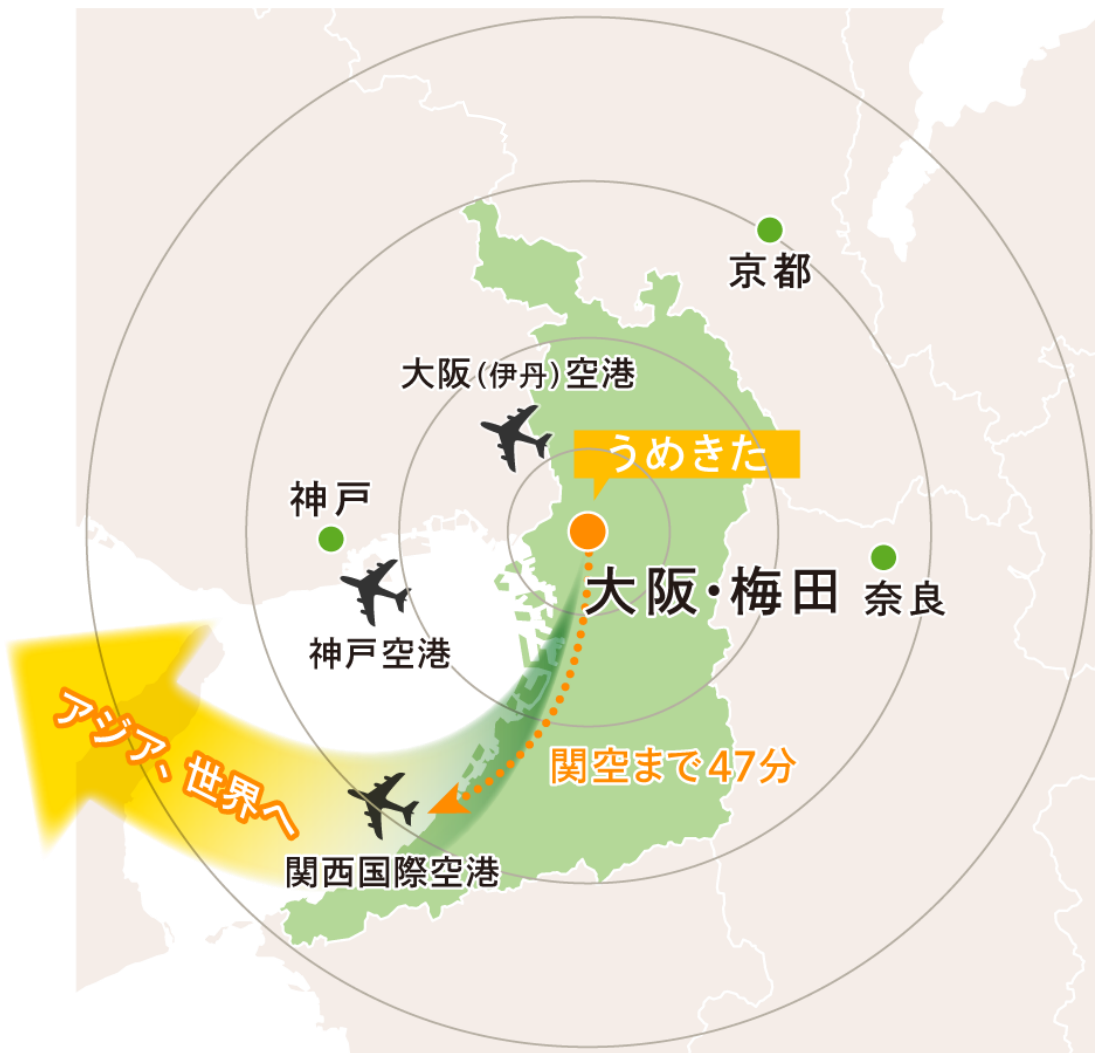 京都
大阪(伊丹)空港
うめきた
神戸
大阪・梅田
奈良
神戸空港
アジア、世界へ
関空まで47分
関西国際空港